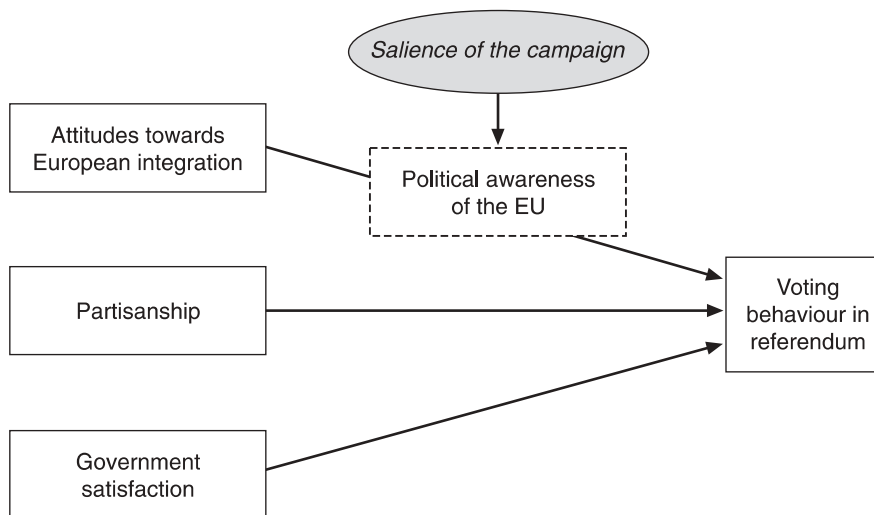 Salience of the campaign
Attitudes towards
European integration
Political awareness
of the EU
Partisanship
Voting
behaviour in
referendum
Government
satisfaction